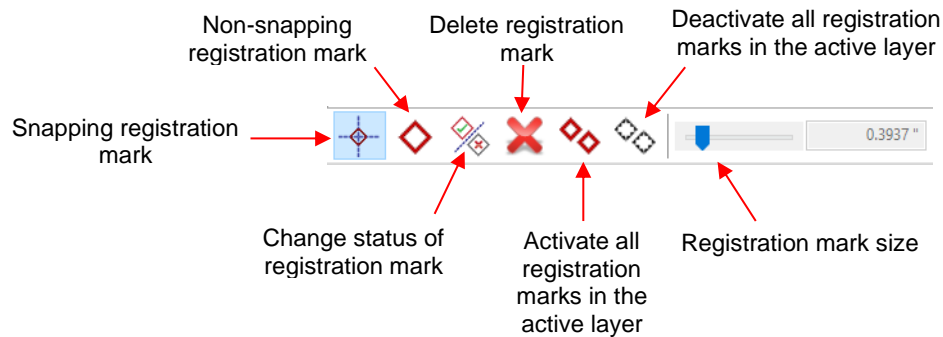 Non-snapping
registration mark
Delete registration
mark
Deactivate all registration
marks in the active layer
Snapping registration
mark
0.3937 "
Change status of
registration mark
Activate all
registration
marks in the
active layer
Registration mark size